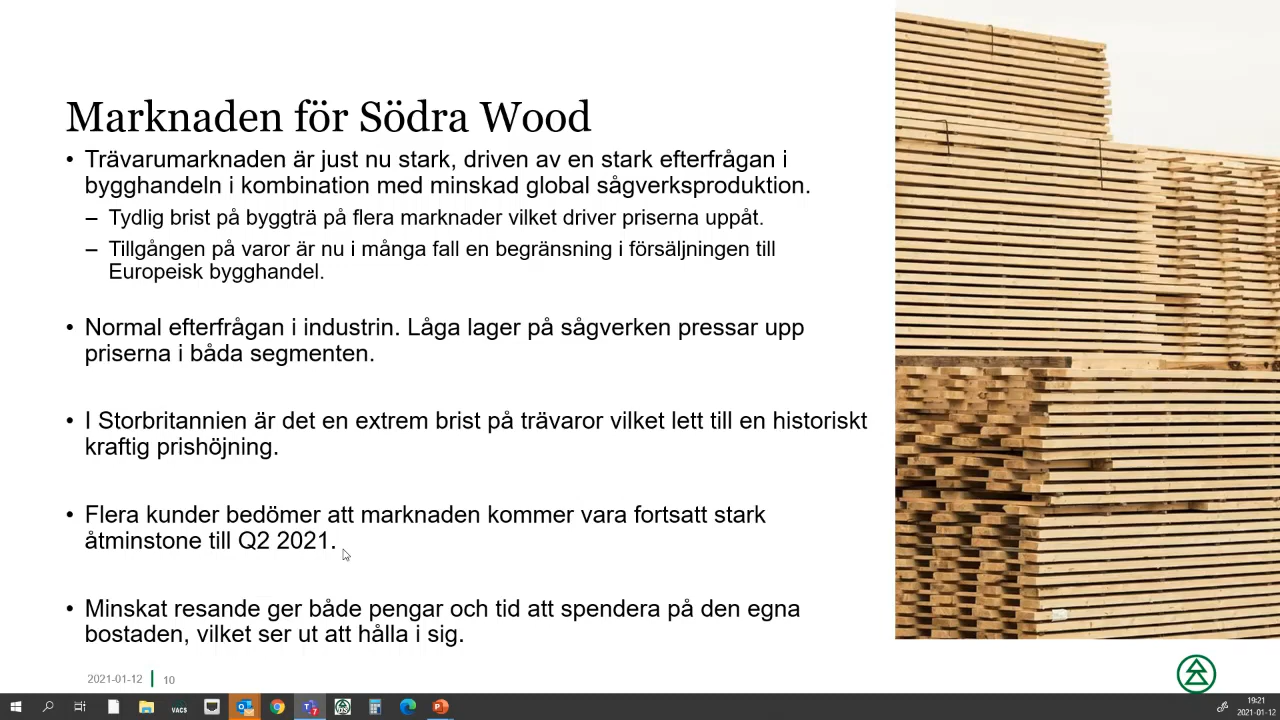 Marknaden för Södra Wood
• Trävarumarknaden är just nu stark, driven av en stark efterfrågan i
bygghandeln i kombination med minskad global sågverksproduktion.
– Tydlig brist på byggträ på flera marknader vilket driver priserna uppåt.
– Tillgången på varor är nu i många fall en begränsning i försäljningen till
Europeisk bygghandel.
• Normal efterfrågan i industrin. Låga lager på sågverken pressar upp
priserna i båda segmenten.
• I Storbritannien är det en extrem brist på trävaror vilket lett till en historiskt
kraftig prishöjning.
• Flera kunder bedömer att marknaden kommer vara fortsatt stark
åtminstone till Q2 2021.
• Minskat resande ger både pengar och tid att spendera på den egna
bostaden, vilket ser ut att hålla i sig.
2021-01-12 | 10
VACS
19:21
2021-01-12